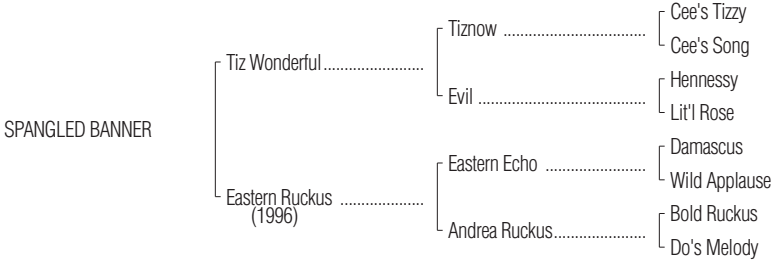 Cee's Tizzy
Tiznow ....................................
Cee's Song
Tiz Wonderful.........................
Hennessy
Evil ..........................................
Lit'l Rose
SPANGLED BANNER
Damascus
Eastern Echo .........................
Wild Applause
Eastern Ruckus .....................
(1996)
Bold Ruckus
Andrea Ruckus.......................
Do's Melody